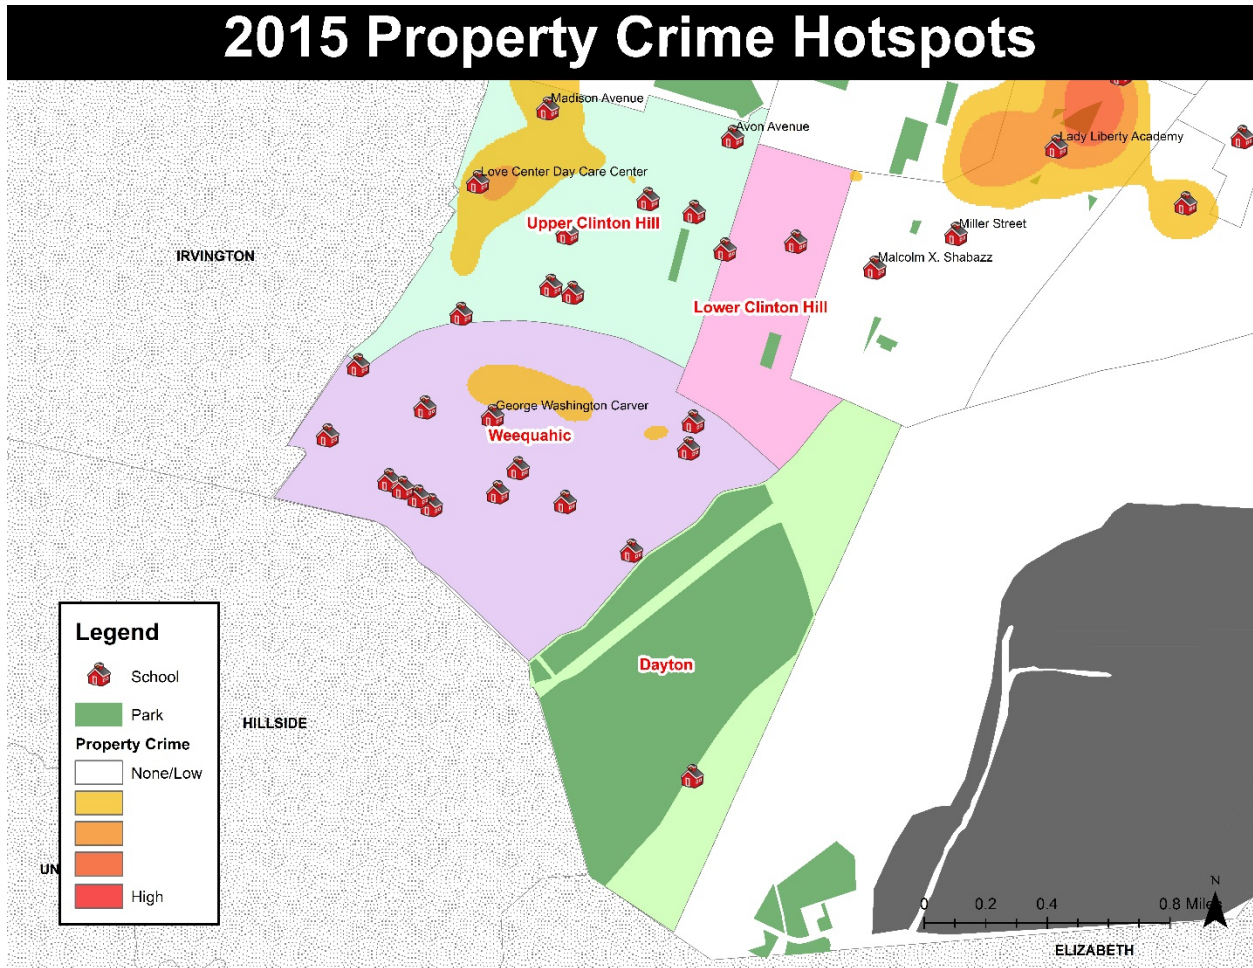 2015 Property Crime Hotspots
Madison Avenue
Avon Avenue
Lady Liberty Academy
Love Center Day Care Center
Upper Clinton Hill
Miller Street
IRVINGTON
Malcolm X. Shabazz
Lower Clinton Hill
George Washington Carver
Weequahic
Dayton
HILLSIDE
Legend
School
Park
Property Crime
None/Low
High
UN
N
0 0.2 0.4 0.8 Miles
ELIZABETH